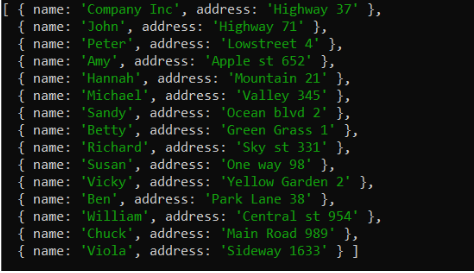 [ { name: 'Company Inc', address: 'Highway 37' },
{ name: 'John', address: 'Highway 71' },
{ name: 'Peter', address: 'Lowstreet 4' },
{ name: 'Amy', address: 'Apple st 652' },
{ name: 'Hannah', address: 'Mountain 21' },
{ name: 'Michael', address: 'Valley 345' },
{ name: 'Sandy', address: 'Ocean blvd 2' },
{ name: 'Betty', address: 'Green Grass 1' },
{ name: 'Richard', address: 'Sky st 331' },
{ name: 'Susan', address: 'One way 98' },
{ name: 'Vicky', address: 'Yellow Garden 2' },
{ name: 'Ben', address: 'Park Lane 38' },
{ name: 'William', address: 'Central st 954' },
{ name: 'Chuck', address: 'Main Road 989' },
{ name: 'Viola', address: 'Sideway 1633' } ]